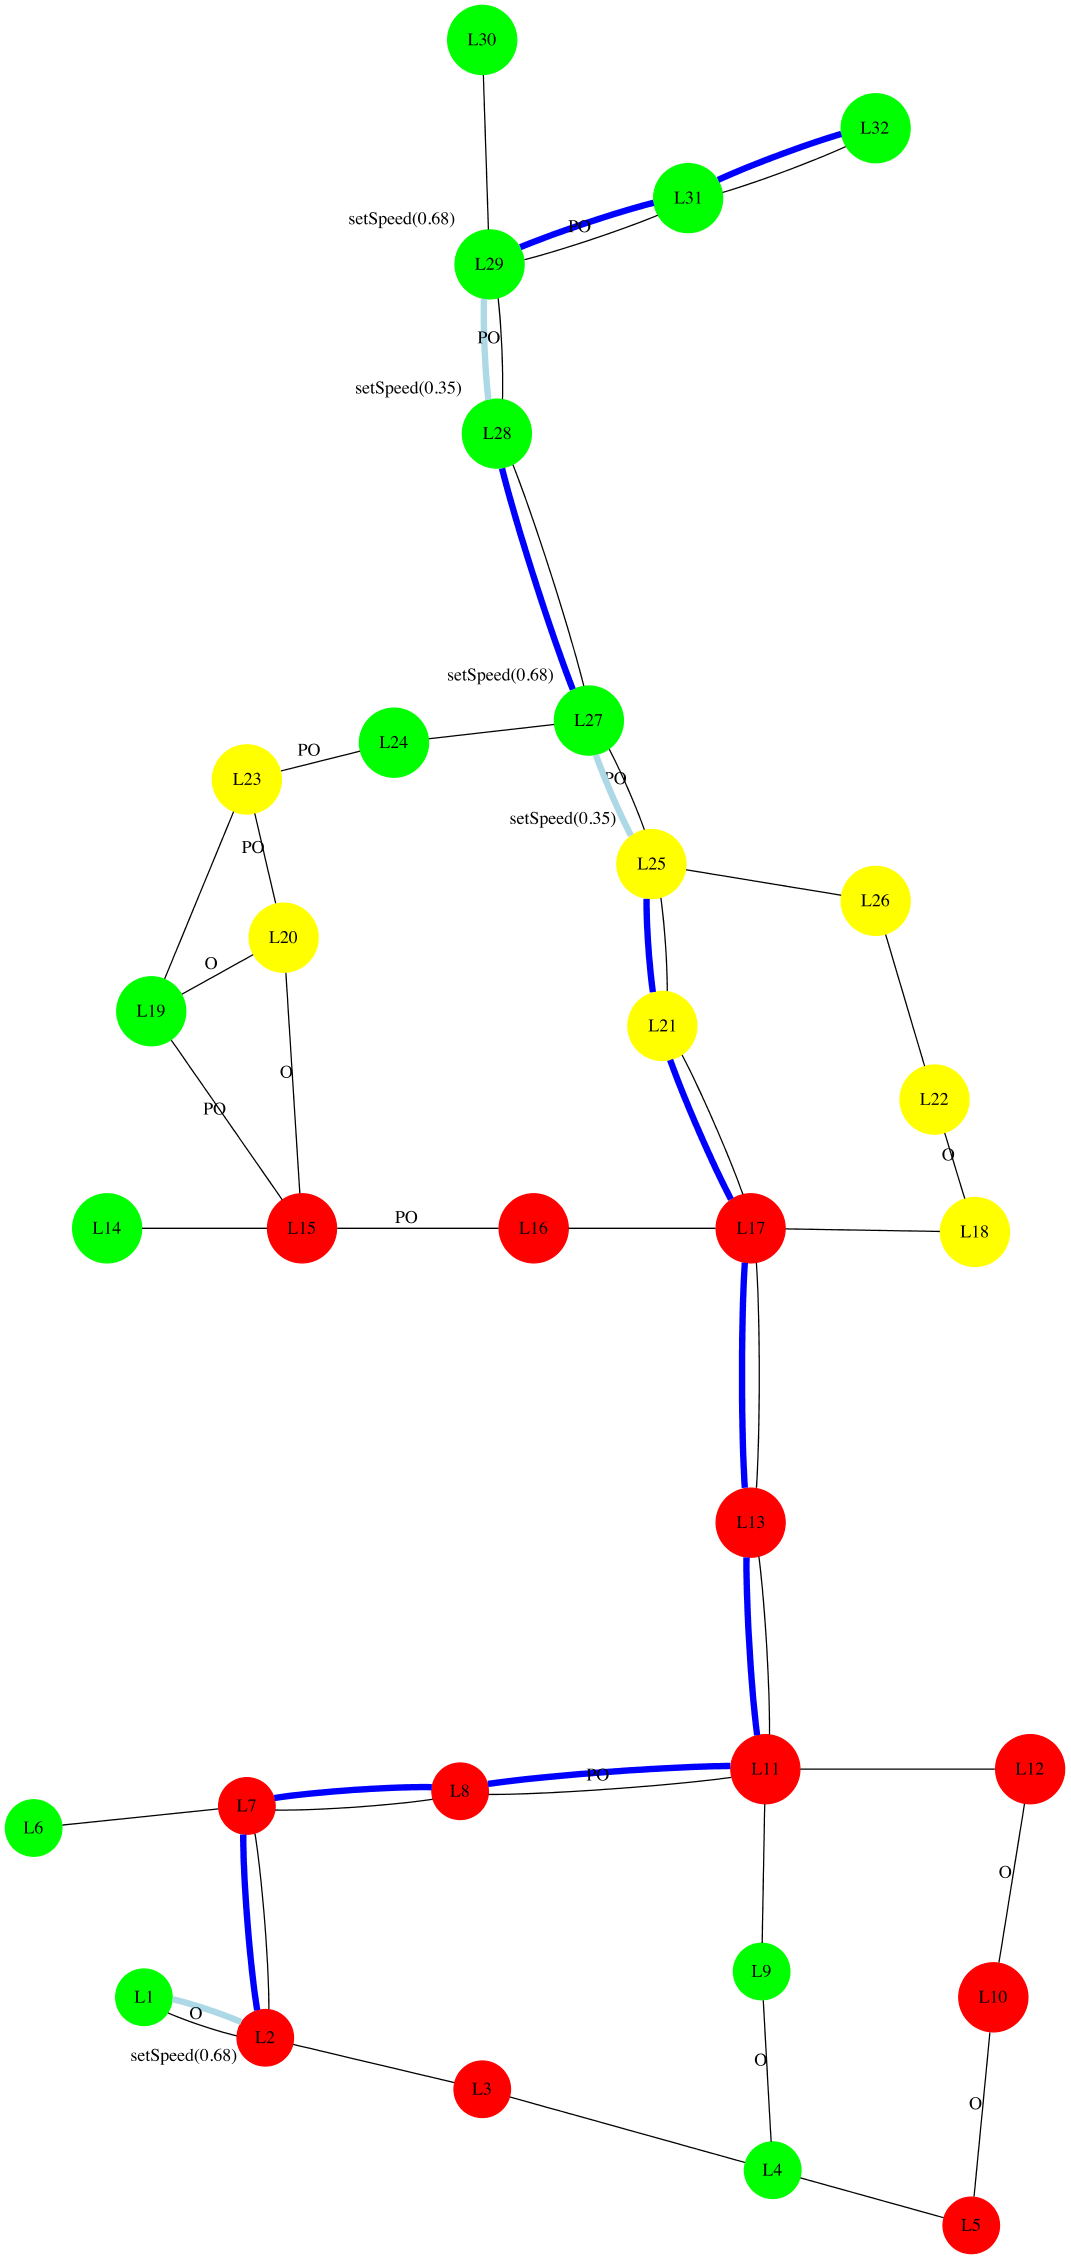 L30
L32
L31
setSpeed(0.68)
PO
L29
PO
setSpeed(0.35)
L28
setSpeed(0.68)
L27
L24
PO
L23
PO
setSpeed(0.35)
PO
L25
L26
L20
O
L19
L21
O
L22
PO
O
L14
L15
PO
L16
L17
L18
L13
L11
L12
PO
L8
L7
L6
O
L9
L1
O
L10
L2
setSpeed(0.68)
O
L3
O
L4
L5